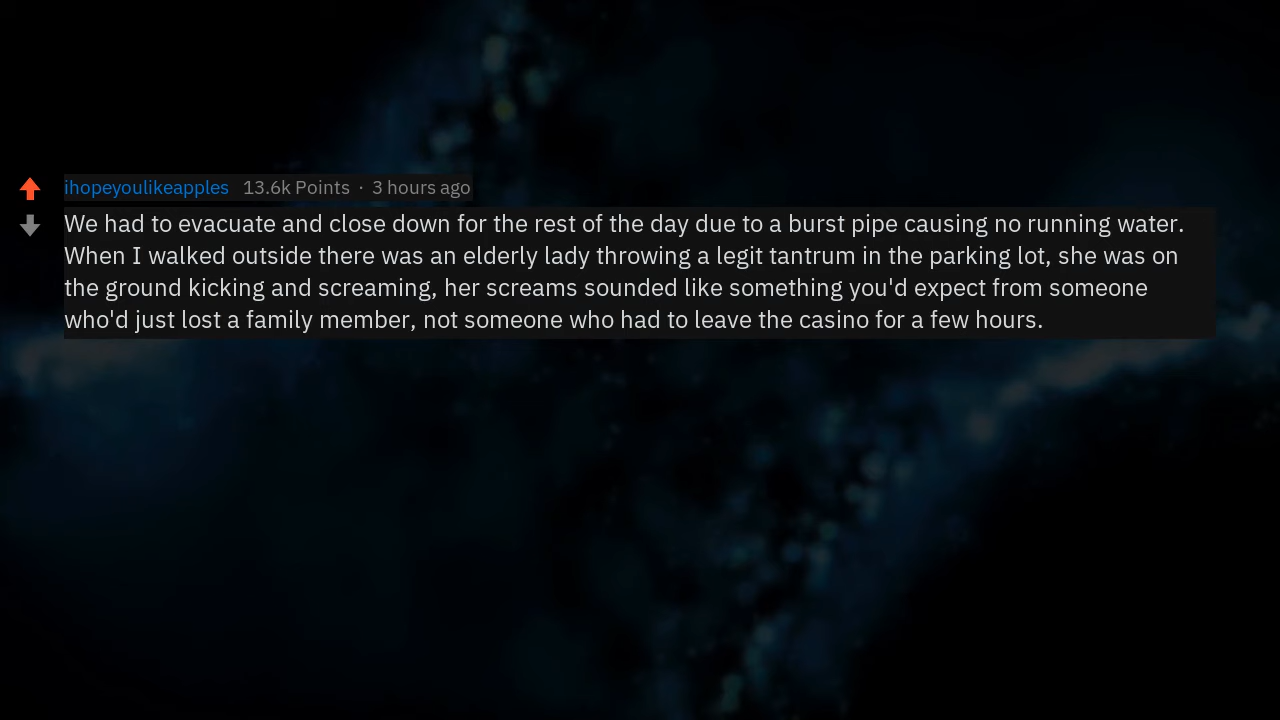 ihopeyoulikeapples 13.6k Points · 3 hours ago
We had to evacuate and close down for the rest of the day due to a burst pipe causing no running water.
When I walked outside there was an elderly lady throwing a legit tantrum in the parking lot, she was on
the ground kicking and screaming, her screams sounded like something you'd expect from someone
who'd just lost a family member, not someone who had to leave the casino for a few hours.